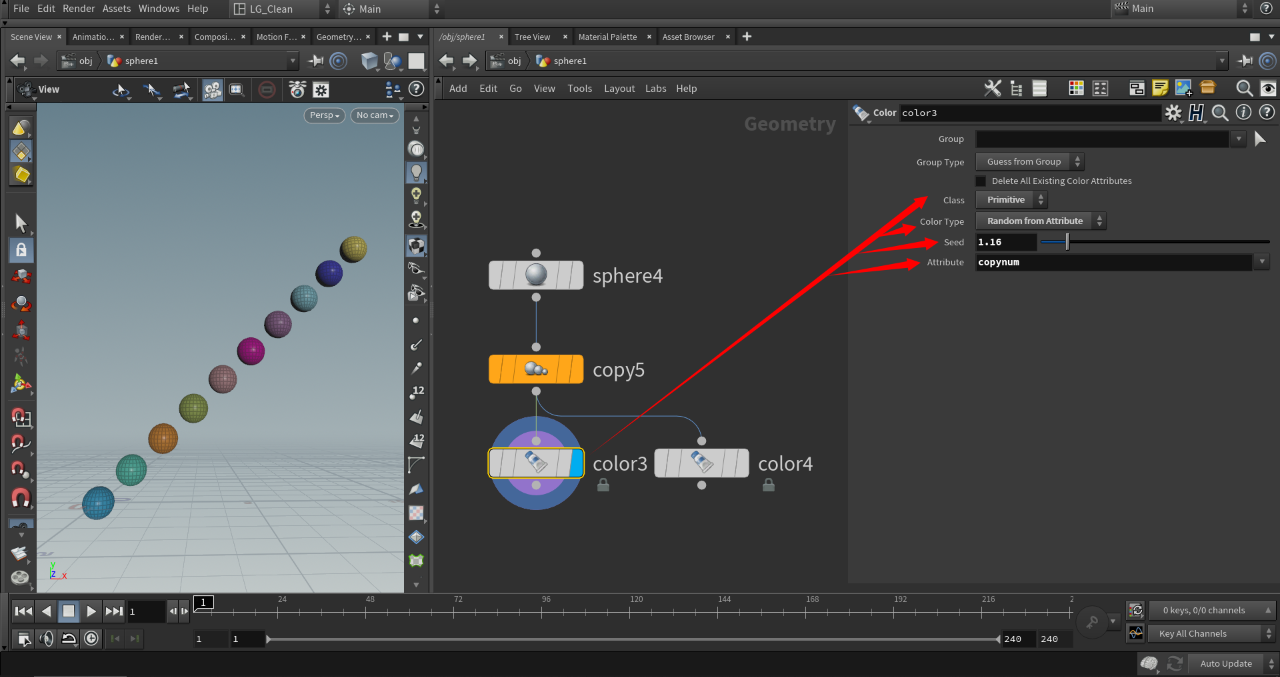 File Edit Render Assets Windows Help LG_Clean Main Main
Scene View Animatio... Render... Composi... Motion F... Geometry...
/obj/sphere1 Tree View Material Palette Asset Browser
obj sphere1
obj sphere1
View
Add Edit Go View Tools Layout Labs Help
Persp No cam
Geometry
Color color3
Group
Group Type Guess from Group
Delete All Existing Color Attributes
Class Primitive
Color Type Random from Attribute
Seed 1.16
Attribute copynum
sphere4
copy5
color3
color4
12
12
y
z x
1
1 24 48 72 96 120 144 168 192 216 2
0 keys, 0/0 channels
1 1 240 240
Key All Channels
Auto Update